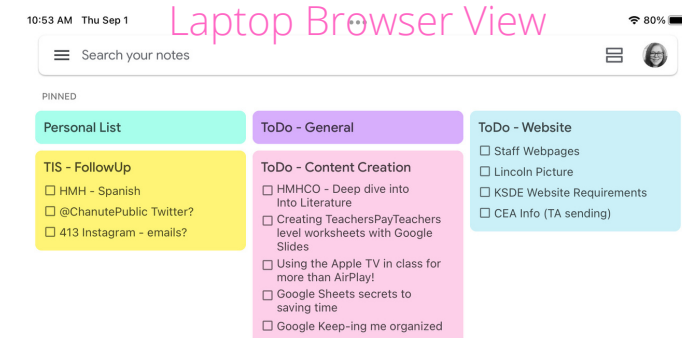 10:53 AM Thu Sep 1
Laptop Browser View
80%
Search your notes
PINNED
Personal List
TIS - FollowUp
HMH - Spanish
@ChanutePublic Twitter?
413 Instagram - emails?
ToDo - General
ToDo - Content Creation
HMHCO - Deep dive into
Into Literature
Creating TeachersPayTeachers
level worksheets with Google
Slides
Using the Apple TV in class for
more than AirPlay!
Google Sheets secrets to
saving time
Google Keep-ing me organized
ToDo - Website
Staff Webpages
Lincoln Picture
KSDE Website Requirements
CEA Info (TA sending)